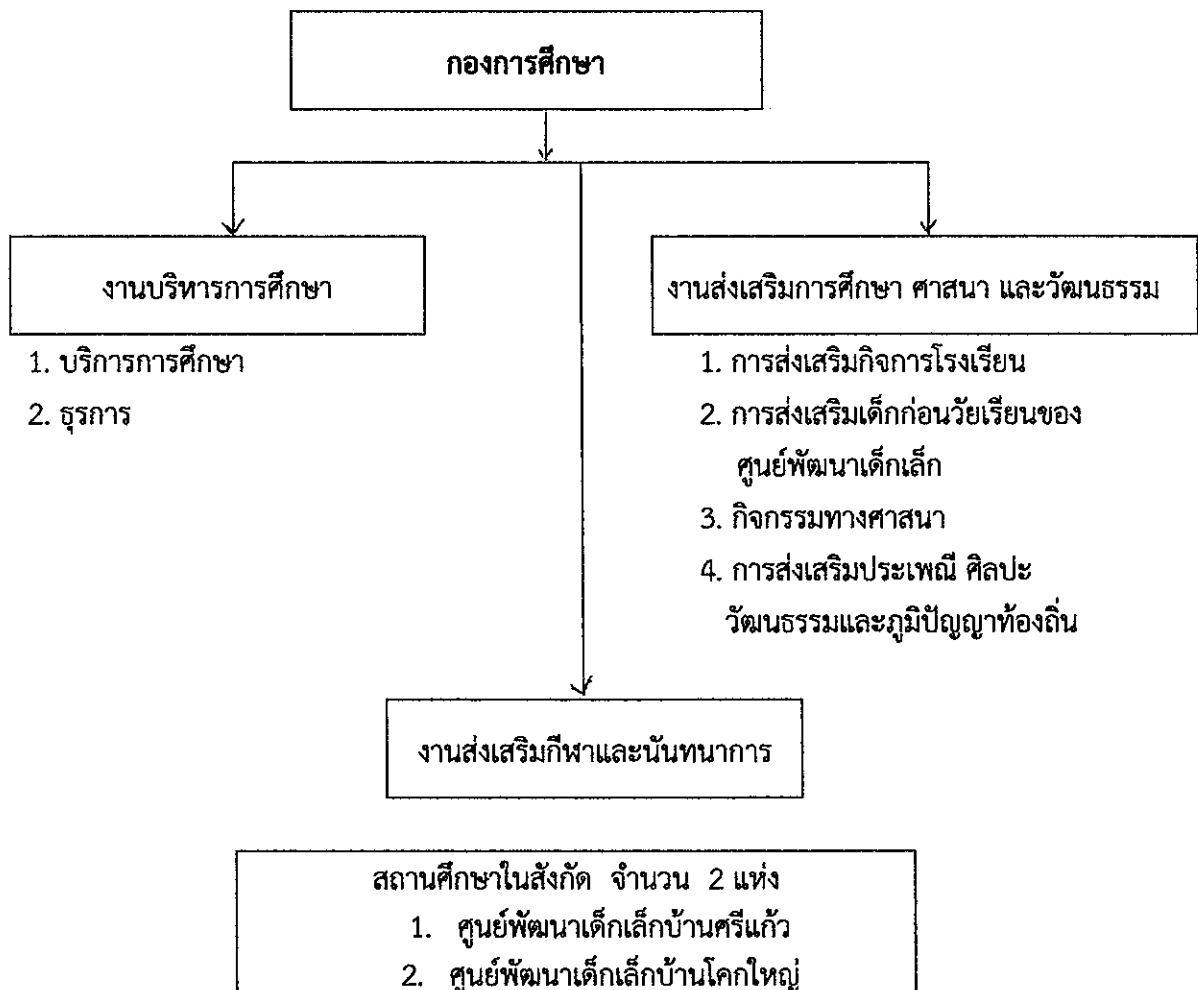 กองการศึกษา
งานบริหารการศึกษา
1. บริการการศึกษา
2. ธุรการ
งานส่งเสริมการศึกษา ศาสนา และวัฒนธรรม
1. การส่งเสริมกิจการโรงเรียน
2. การส่งเสริมเด็กก่อนวัยเรียนของ
ศูนย์พัฒนาเด็กเล็ก
3. กิจกรรมทางศาสนา
4. การส่งเสริมประเพณี ศิลปะ
วัฒนธรรมและภูมิปัญญาท้องถิ่น
งานส่งเสริมกีฬาและนันทนาการ
สถานศึกษาในสังกัด จำนวน 2 แห่ง
1. ศูนย์พัฒนาเด็กเล็กบ้านศรีแก้ว
2. ศูนย์พัฒนาเด็กเล็กบ้านโคกใหญ่